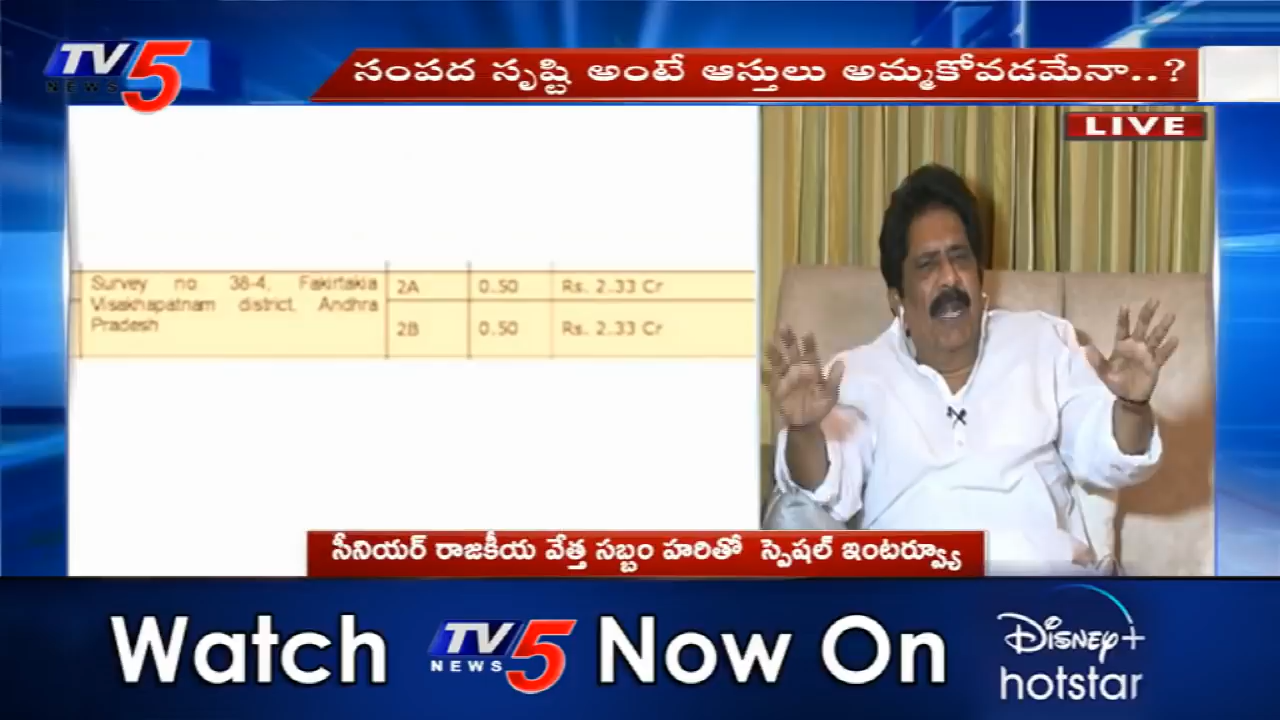 TV5
NEWS
సంపద సృష్టి అంటే ఆస్తులు అమ్మకోవడమేనా..?
LIVE
Survey no. 38-4, Fakirtakia
Visakhapatnam district, Andhra
Pradesh
2A 0.50 Rs. 2.33 Cr
2B 0.50 Rs. 2.33 Cr
సీనియర్ రాజకీయ వేత్త సబ్బం హరితో స్పెషల్ ఇంటర్వ్యూ
Watch TV5 NEWS Now On
Disney+
hotstar